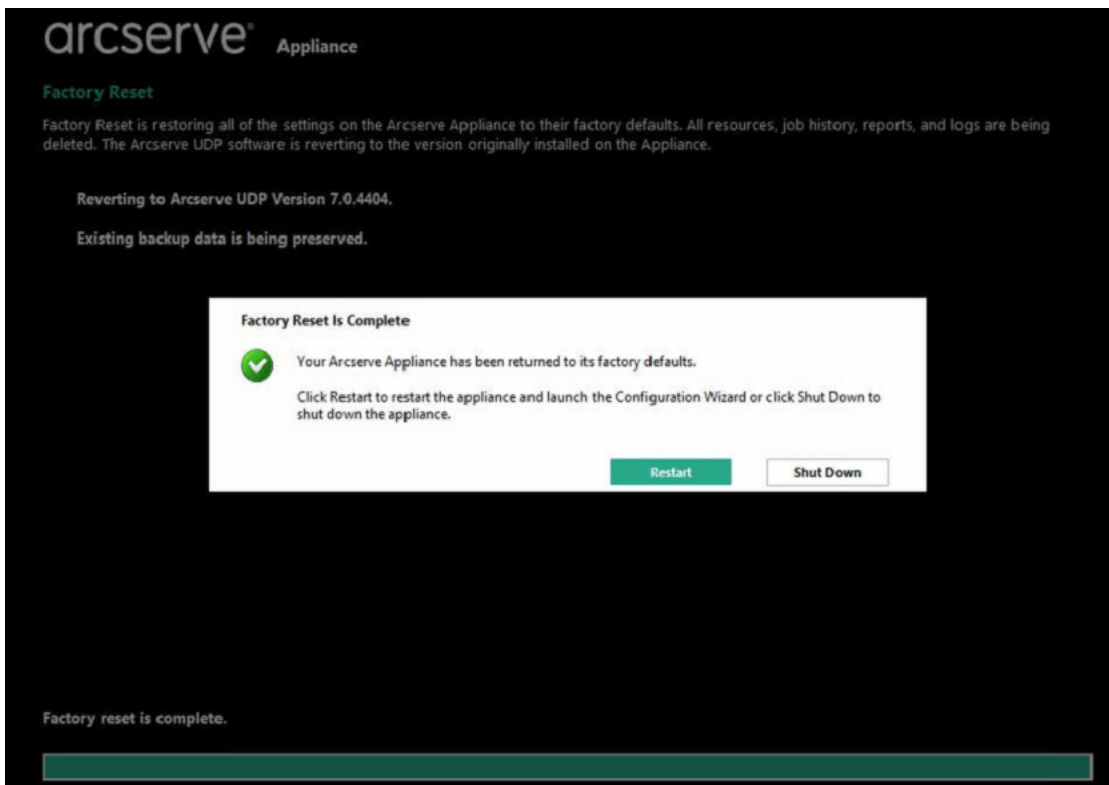 arcserve® Appliance
Factory Reset
Factory Reset is restoring all of the settings on the Arcserve Appliance to their factory defaults. All resources, job history, reports, and logs are being
deleted. The Arcserve UDP software is reverting to the version originally installed on the Appliance.
Reverting to Arcserve UDP Version 7.0.4404.
Existing backup data is being preserved.
Factory Reset Is Complete
Your Arcserve Appliance has been returned to its factory defaults.
Click Restart to restart the appliance and launch the Configuration Wizard or click Shut Down to
shut down the appliance.
Restart Shut Down
Factory reset is complete.